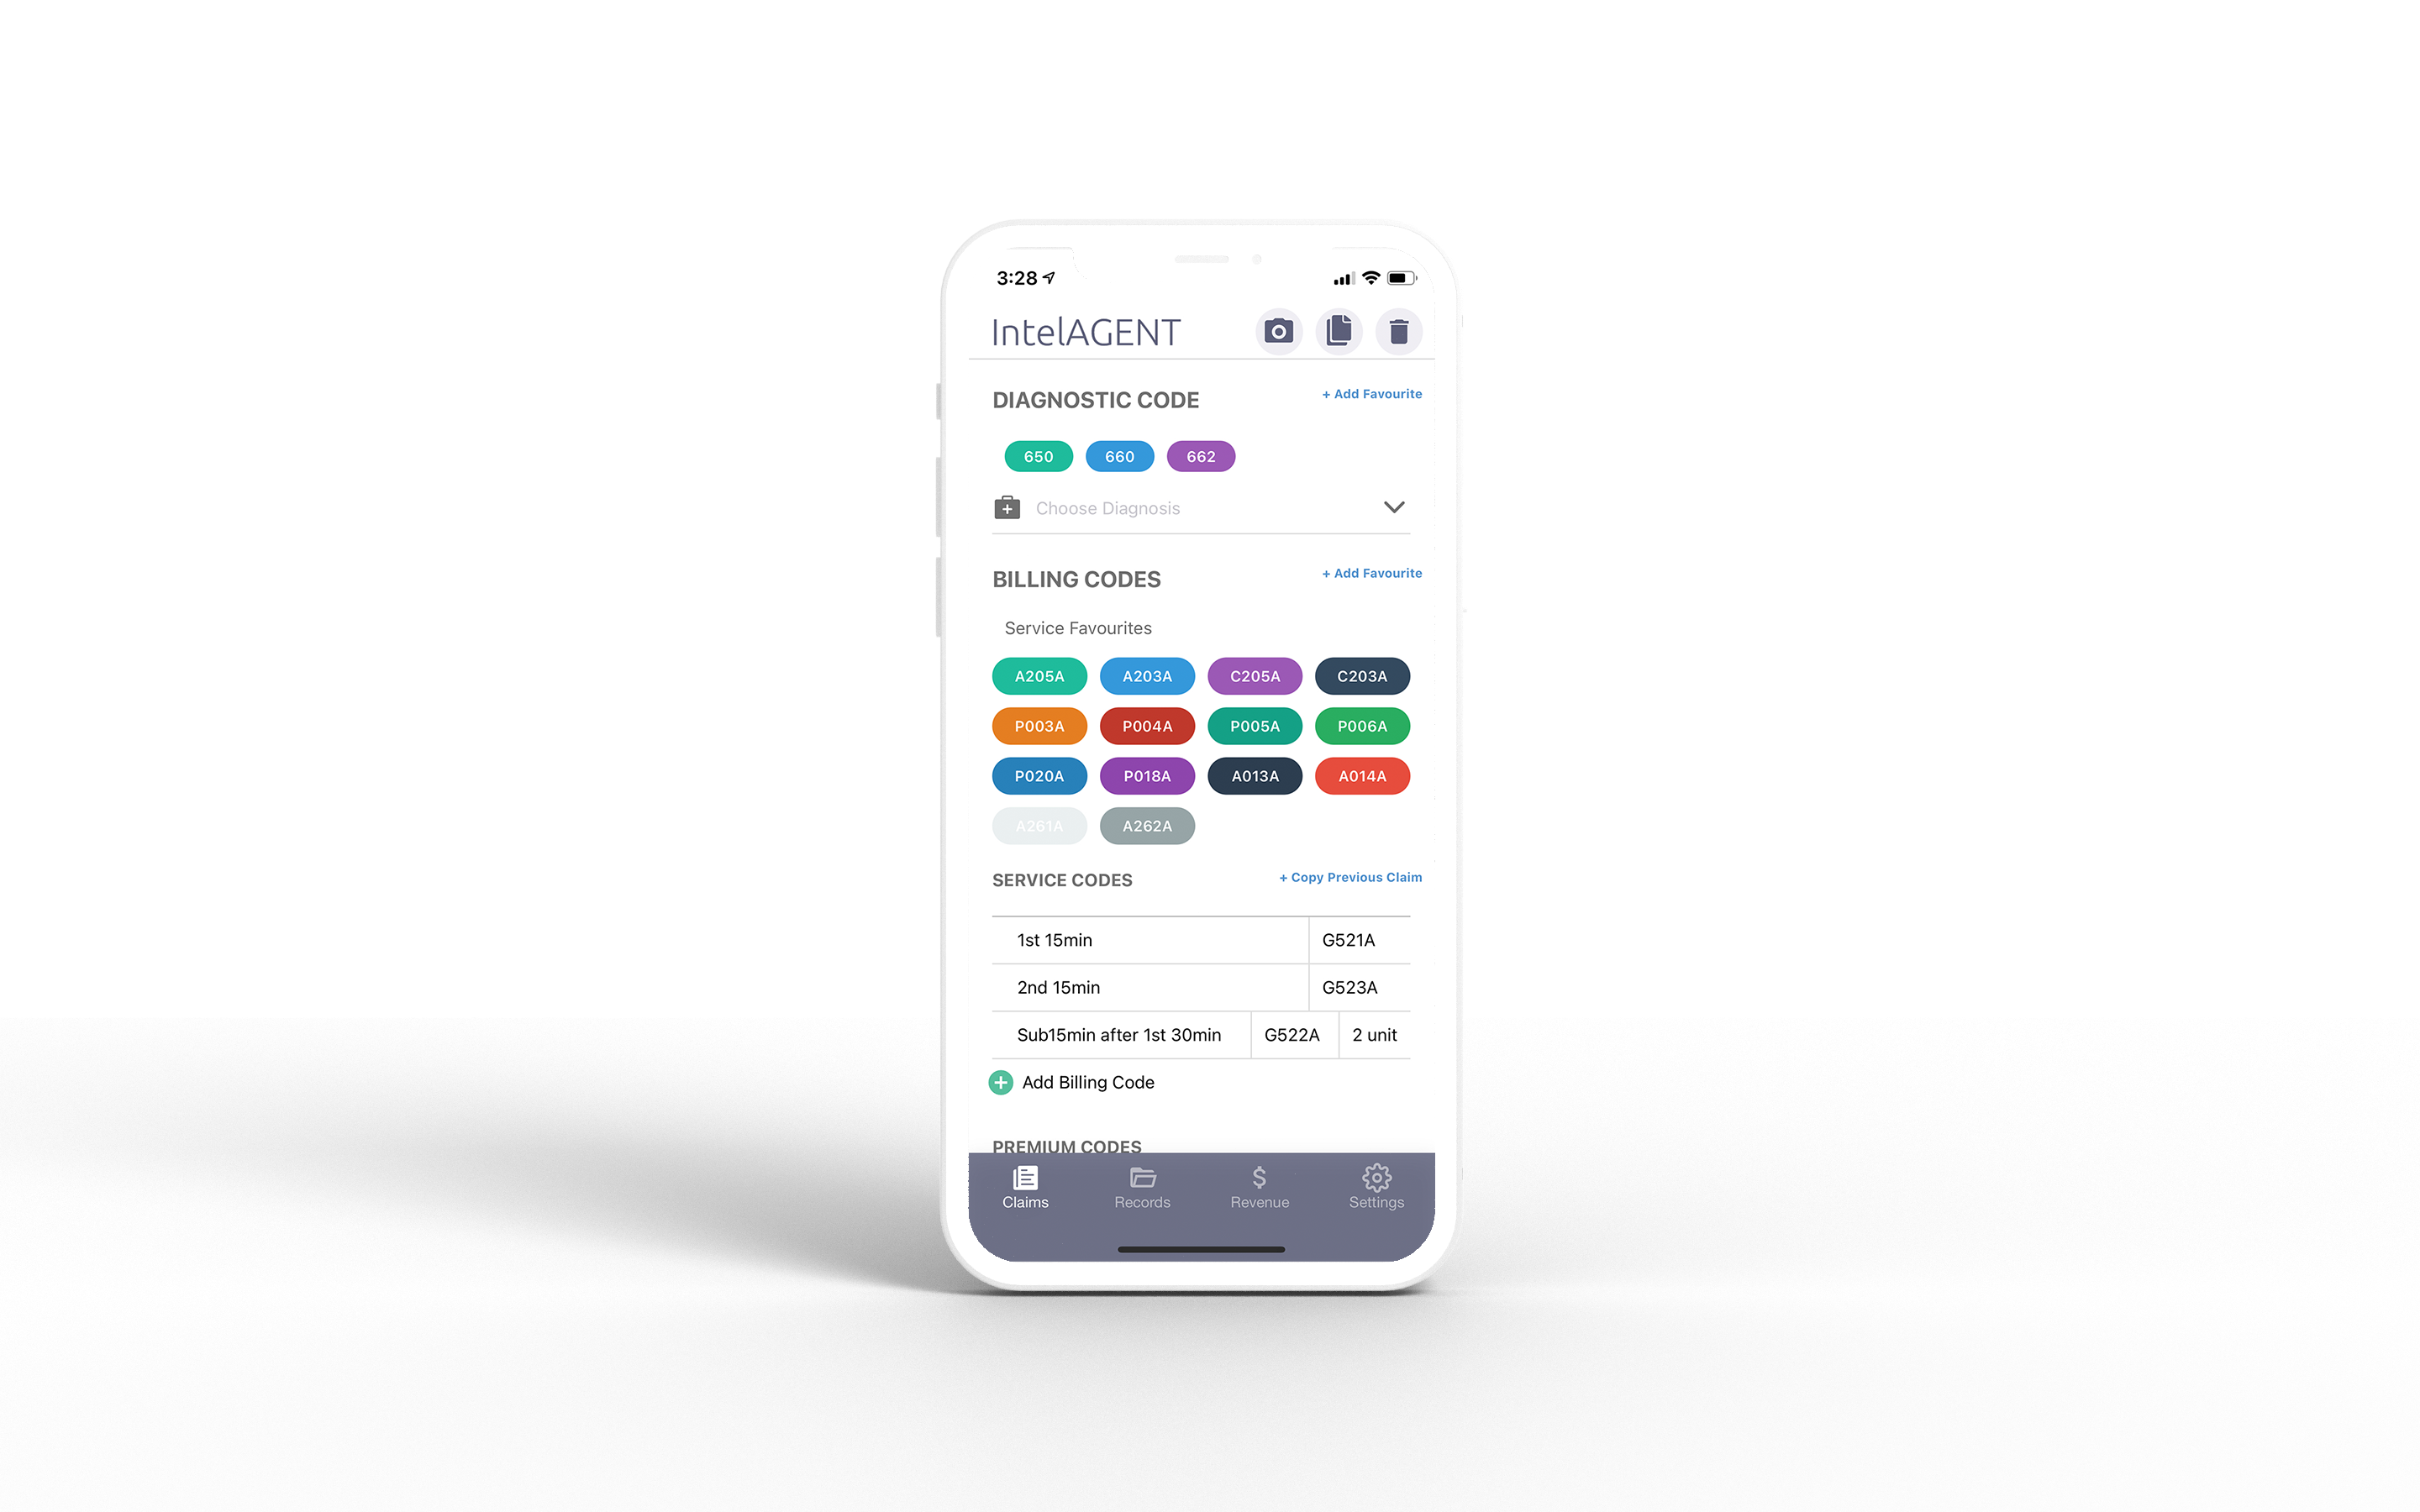 3:28
IntelAGENT
DIAGNOSTIC CODE + Add Favourite
650 660 662
Choose Diagnosis
BILLING CODES + Add Favourite
Service Favourites
A205A A203A C205A C203A
P003A P004A P005A P006A
P020A P018A A013A A014A
A261A A262A
SERVICE CODES + Copy Previous Claim
1st 15min G521A
2nd 15min G523A
Sub15min after 1st 30min G522A 2 unit
+ Add Billing Code
PREMIUM CODES
$
Claims Records Revenue Settings